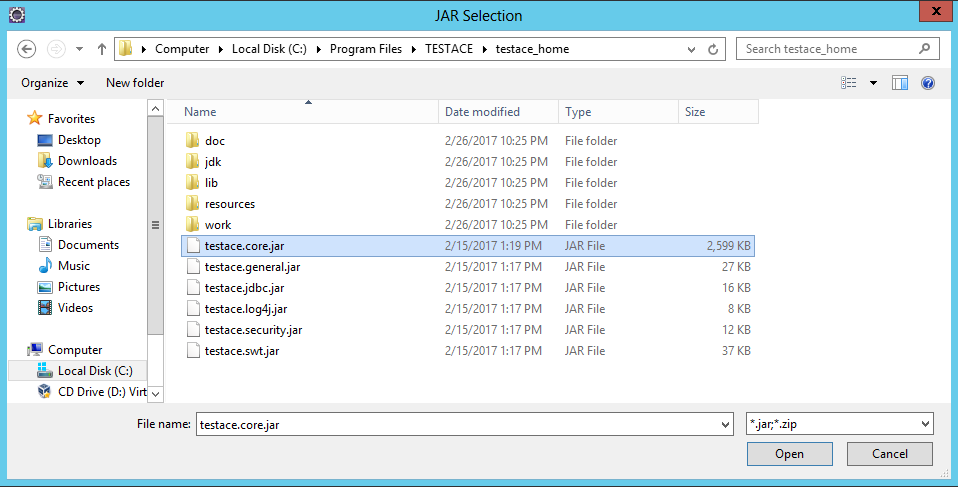 JAR Selection
Computer Local Disk (C:) Program Files TESTACE testace_home Search testace_home
Organize New folder
Name Date modified Type Size
Favorites
Desktop
Downloads
Recent places
Libraries
Documents
Music
Pictures
Videos
Computer
Local Disk (C:)
CD Drive (D:) Virt
doc 2/26/2017 10:25 PM File folder
jdk 2/26/2017 10:25 PM File folder
lib 2/26/2017 10:25 PM File folder
resources 2/26/2017 10:25 PM File folder
work 2/26/2017 10:25 PM File folder
testace.core.jar 2/15/2017 1:19 PM JAR File 2,599 KB
testace.general.jar 2/15/2017 1:17 PM JAR File 27 KB
testace.jdbc.jar 2/15/2017 1:17 PM JAR File 16 KB
testace.log4j.jar 2/15/2017 1:17 PM JAR File 8 KB
testace.security.jar 2/15/2017 1:17 PM JAR File 12 KB
testace.swt.jar 2/15/2017 1:17 PM JAR File 37 KB
File name: testace.core.jar *.jar;*.zip
Open Cancel